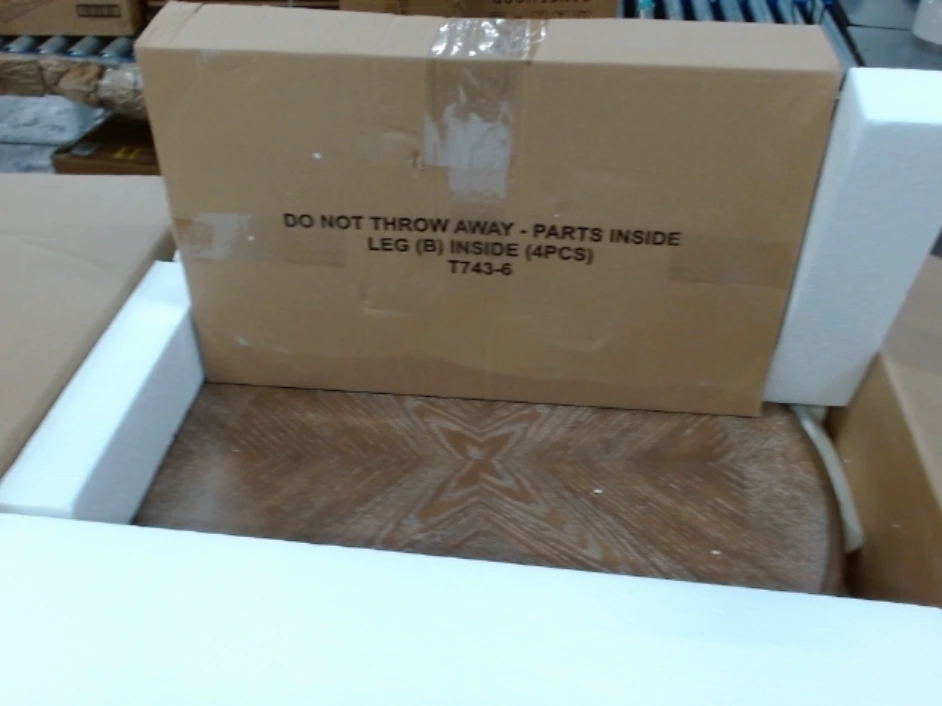 DO NOT THROW AWAY - PARTS INSIDE
LEG (B) INSIDE (4PCS)
T743-6